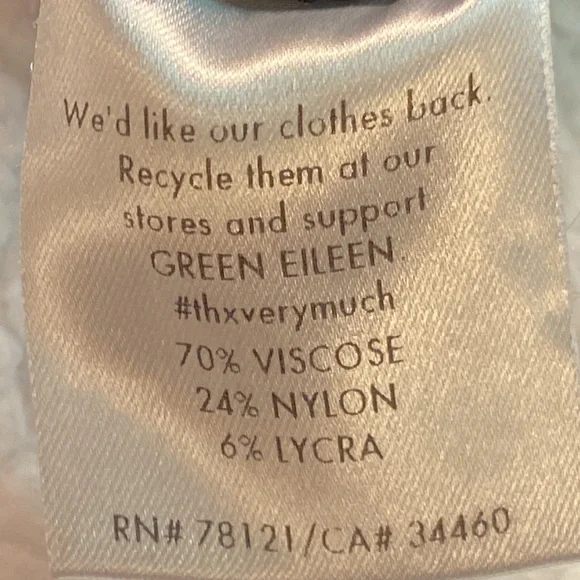 We'd like our clothes back.
Recycle them at our
stores and support
GREEN EILEEN.
#thxverymuch
70% VISCOSE
24% NYLON
6% LYCRA
RN# 78121/CA# 34460